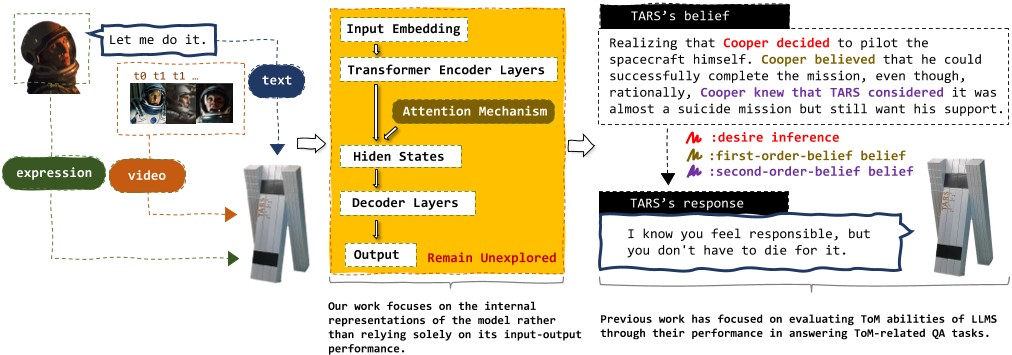 Let me do it.
t0 t1 t1 …
text
expression
video
Input Embedding
Transformer Encoder Layers
Attention Mechanism
Hiden States
Decoder Layers
Output
Remain Unexplored
Our work focuses on the internal
representations of the model rather
than relying solely on its input-output
performance.
TARS's belief
Realizing that Cooper decided to pilot the
spacecraft himself. Cooper believed that he could
successfully complete the mission, even though,
rationally, Cooper knew that TARS considered it was
almost a suicide mission but still want his support.
:desire inference
:first-order-belief belief
:second-order-belief belief
TARS's response
I know you feel responsible, but
you don't have to die for it.
Previous work has focused on evaluating ToM abilities of LLMS
through their performance in answering ToM-related QA tasks.